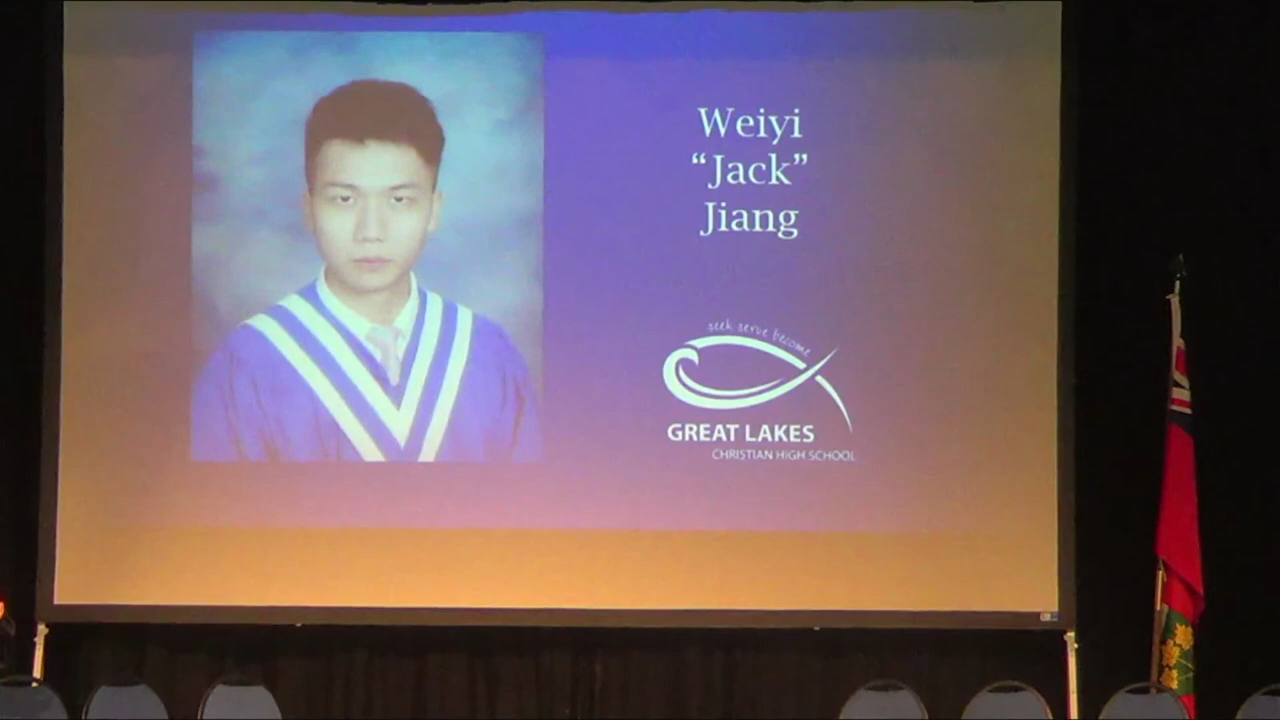 Weiyi
“Jack”
Jiang
seek serve become
GREAT LAKES
CHRISTIAN HIGH SCHOOL